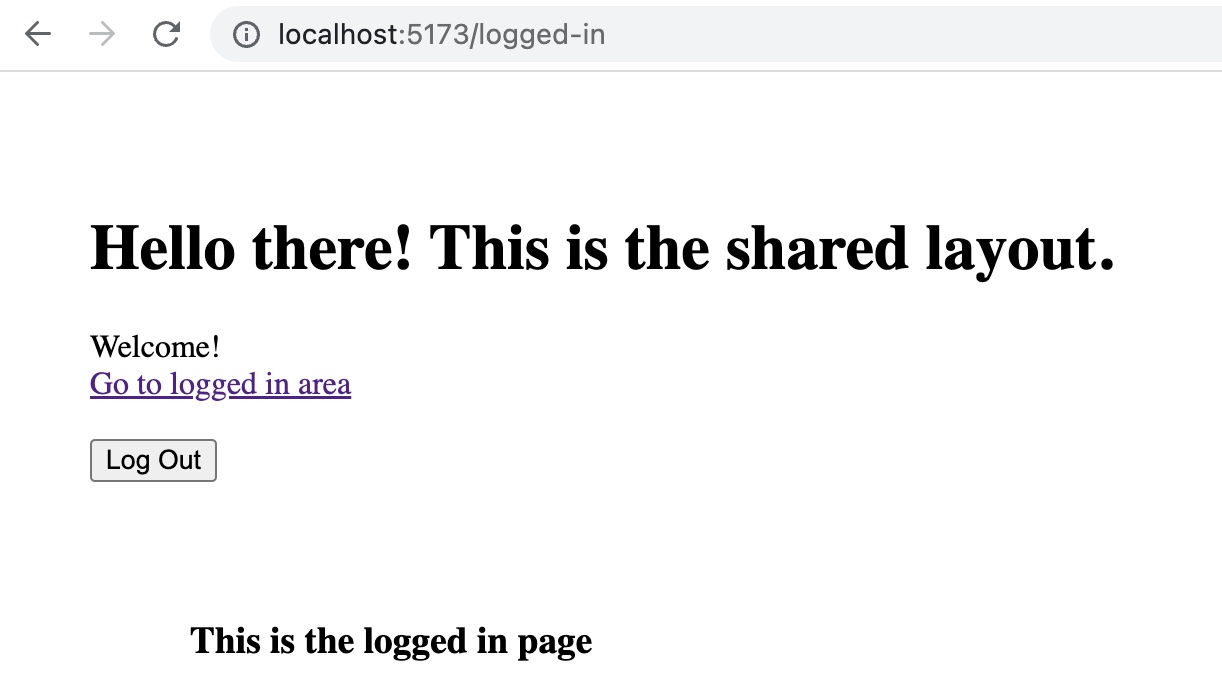 localhost:5173/logged-in
Hello there! This is the shared layout.
Welcome!
Go to logged in area
Log Out
This is the logged in page